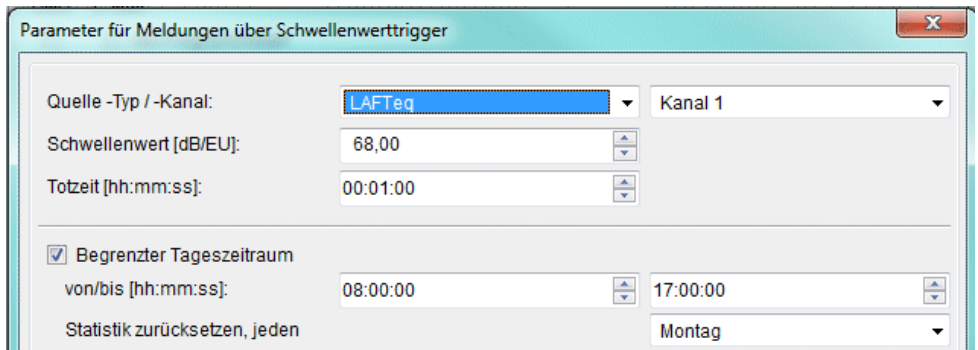 Parameter für Meldungen über Schwellenwerttrigger
Quelle -Typ / -Kanal: LAFTeq Kanal 1
Schwellenwert [dB/EU]: 68,00
Totzeit [hh:mm:ss]: 00:01:00
Begrenzter Tageszeitraum
von/bis [hh:mm:ss]: 08:00:00 17:00:00
Statistik zurücksetzen, jeden Montag